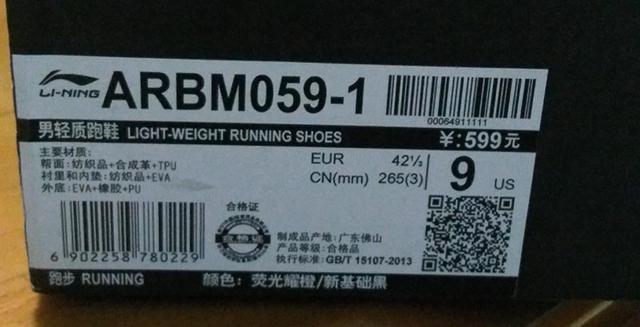 LI-NING
ARBM059-1
00064911111
男轻质跑鞋 LIGHT-WEIGHT RUNNING SHOES
¥:599元
主要材质:
帮面:纺织品+合成革+TPU
衬里和内垫:纺织品+EVA
外底:EVA+橡胶+PU
EUR 42⅓
CN(mm) 265(3)
9 US
合格证
6 902258 780229
制成品产地:广东佛山
产品等级:合格品
执行标准:GB/T 15107-2013
跑步 RUNNING
颜色:荧光耀橙/新基础黑